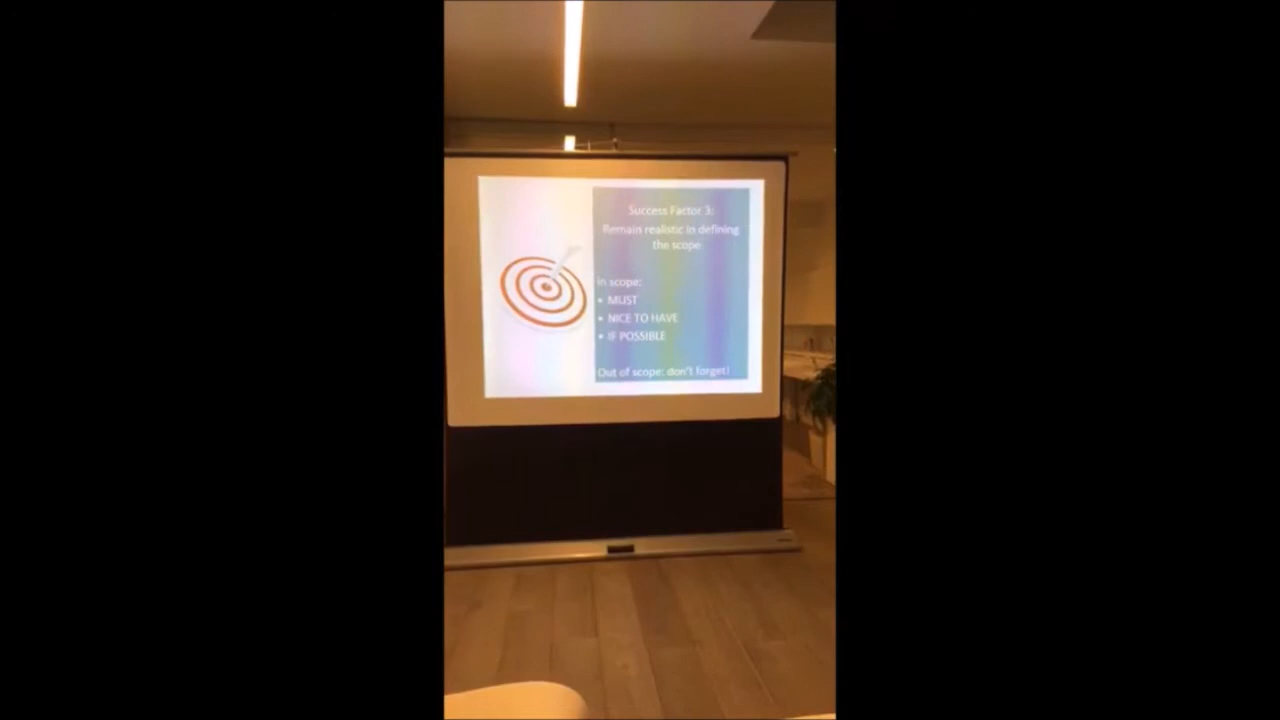 Success Factor 3:
Remain realistic in defining
the scope
In scope:
• MUST
• NICE TO HAVE
• IF POSSIBLE
Out of scope: don't forget!